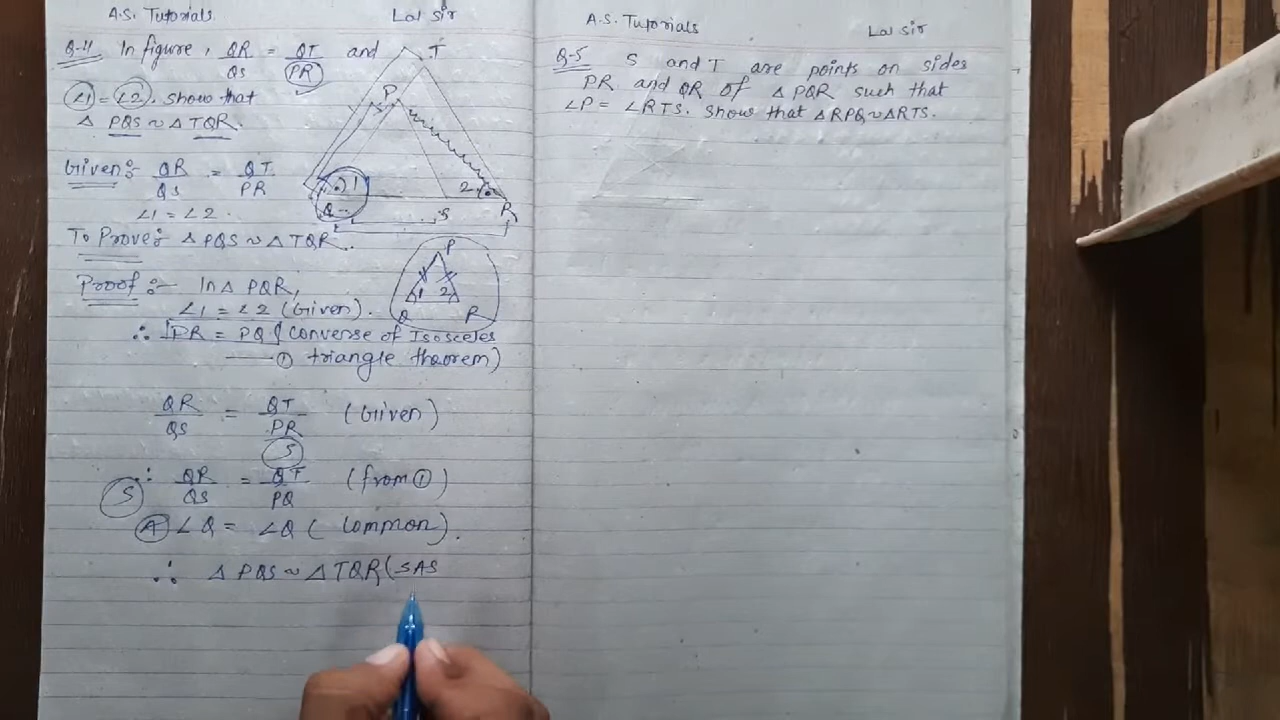 A.S. Tutorials Lal sir
Q-4 In figure, QR/QS = QT/PR and
∠1 = ∠2. Show that
△ PQS ~ △ TQR.
Given:- QR/QS = QT/PR
∠1 = ∠2.
To Prove:- △ PQS ~ △ TQR.
Proof :- In △ PQR,
∠1 = ∠2 (Given).
∴ PR = PQ (Converse of Isosceles
—— ① triangle theorem)
QR/QS = QT/PR (Given)
S
∴ QR/QS = QT/PQ (from ①)
S
A ∠Q = ∠Q (Common).
∴ △ PQS ~ △ TQR (SAS
T
P
1
2
Q
S
R
P
1 2
Q R
A.S. Tutorials Lal sir
Q-5 S and T are points on sides
PR and QR of △ PQR such that
∠P = ∠RTS. Show that △RPQ ~ △RTS.